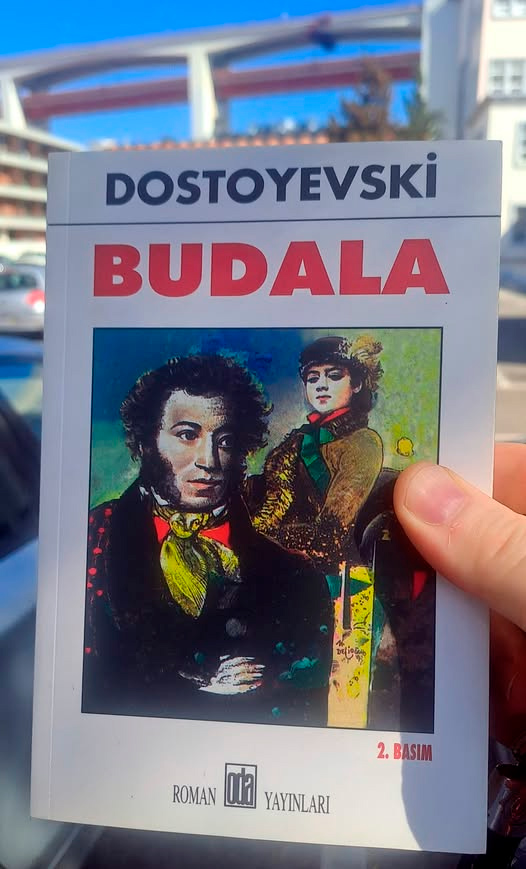 DOSTOYEVSKİ
BUDALA
2. BASIM
ROMAN oda YAYINLARI